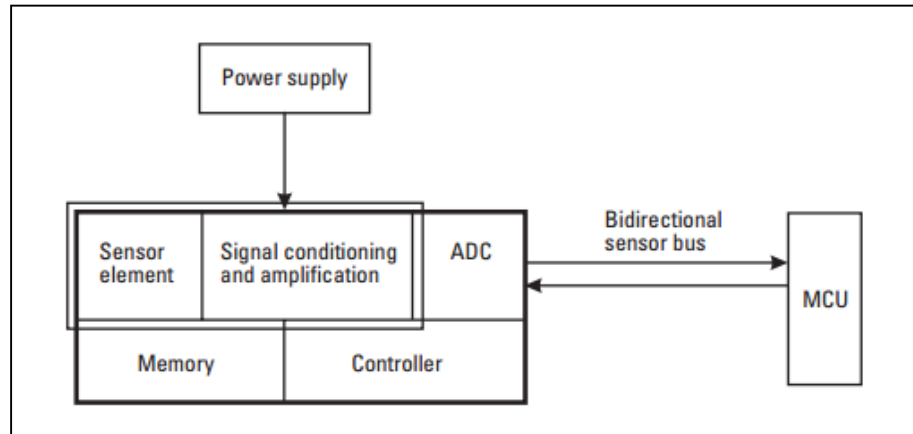 Power supply
Sensor
element
Signal conditioning
and amplification
ADC
Bidirectional
sensor bus
MCU
Memory
Controller